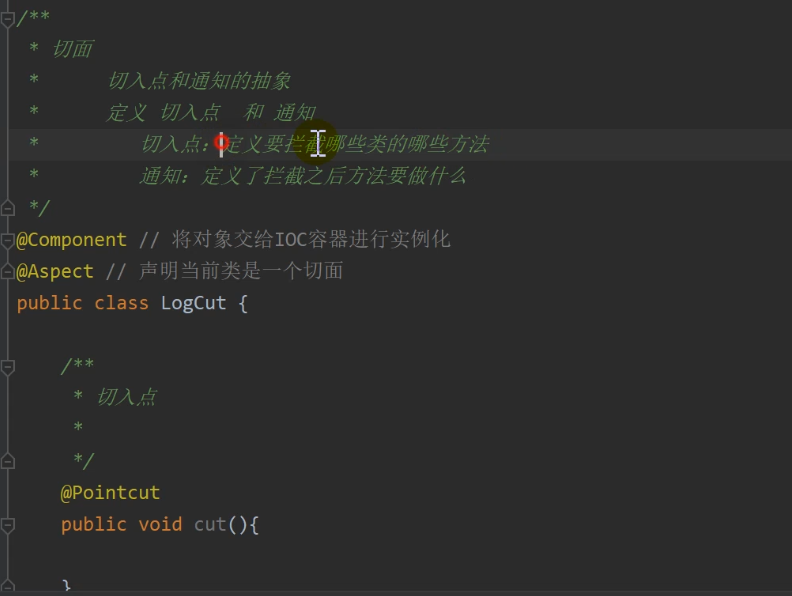 /**
 * 切面
 *      切入点和通知的抽象
 *      定义 切入点  和 通知
 *         切入点：定义要拦截哪些类的哪些方法
 *         通知：定义了拦截之后方法要做什么
 */
@Component // 将对象交给IOC容器进行实例化
@Aspect // 声明当前类是一个切面
public class LogCut {
    /**
     * 切入点
     *
     */
    @Pointcut
    public void cut(){
    }